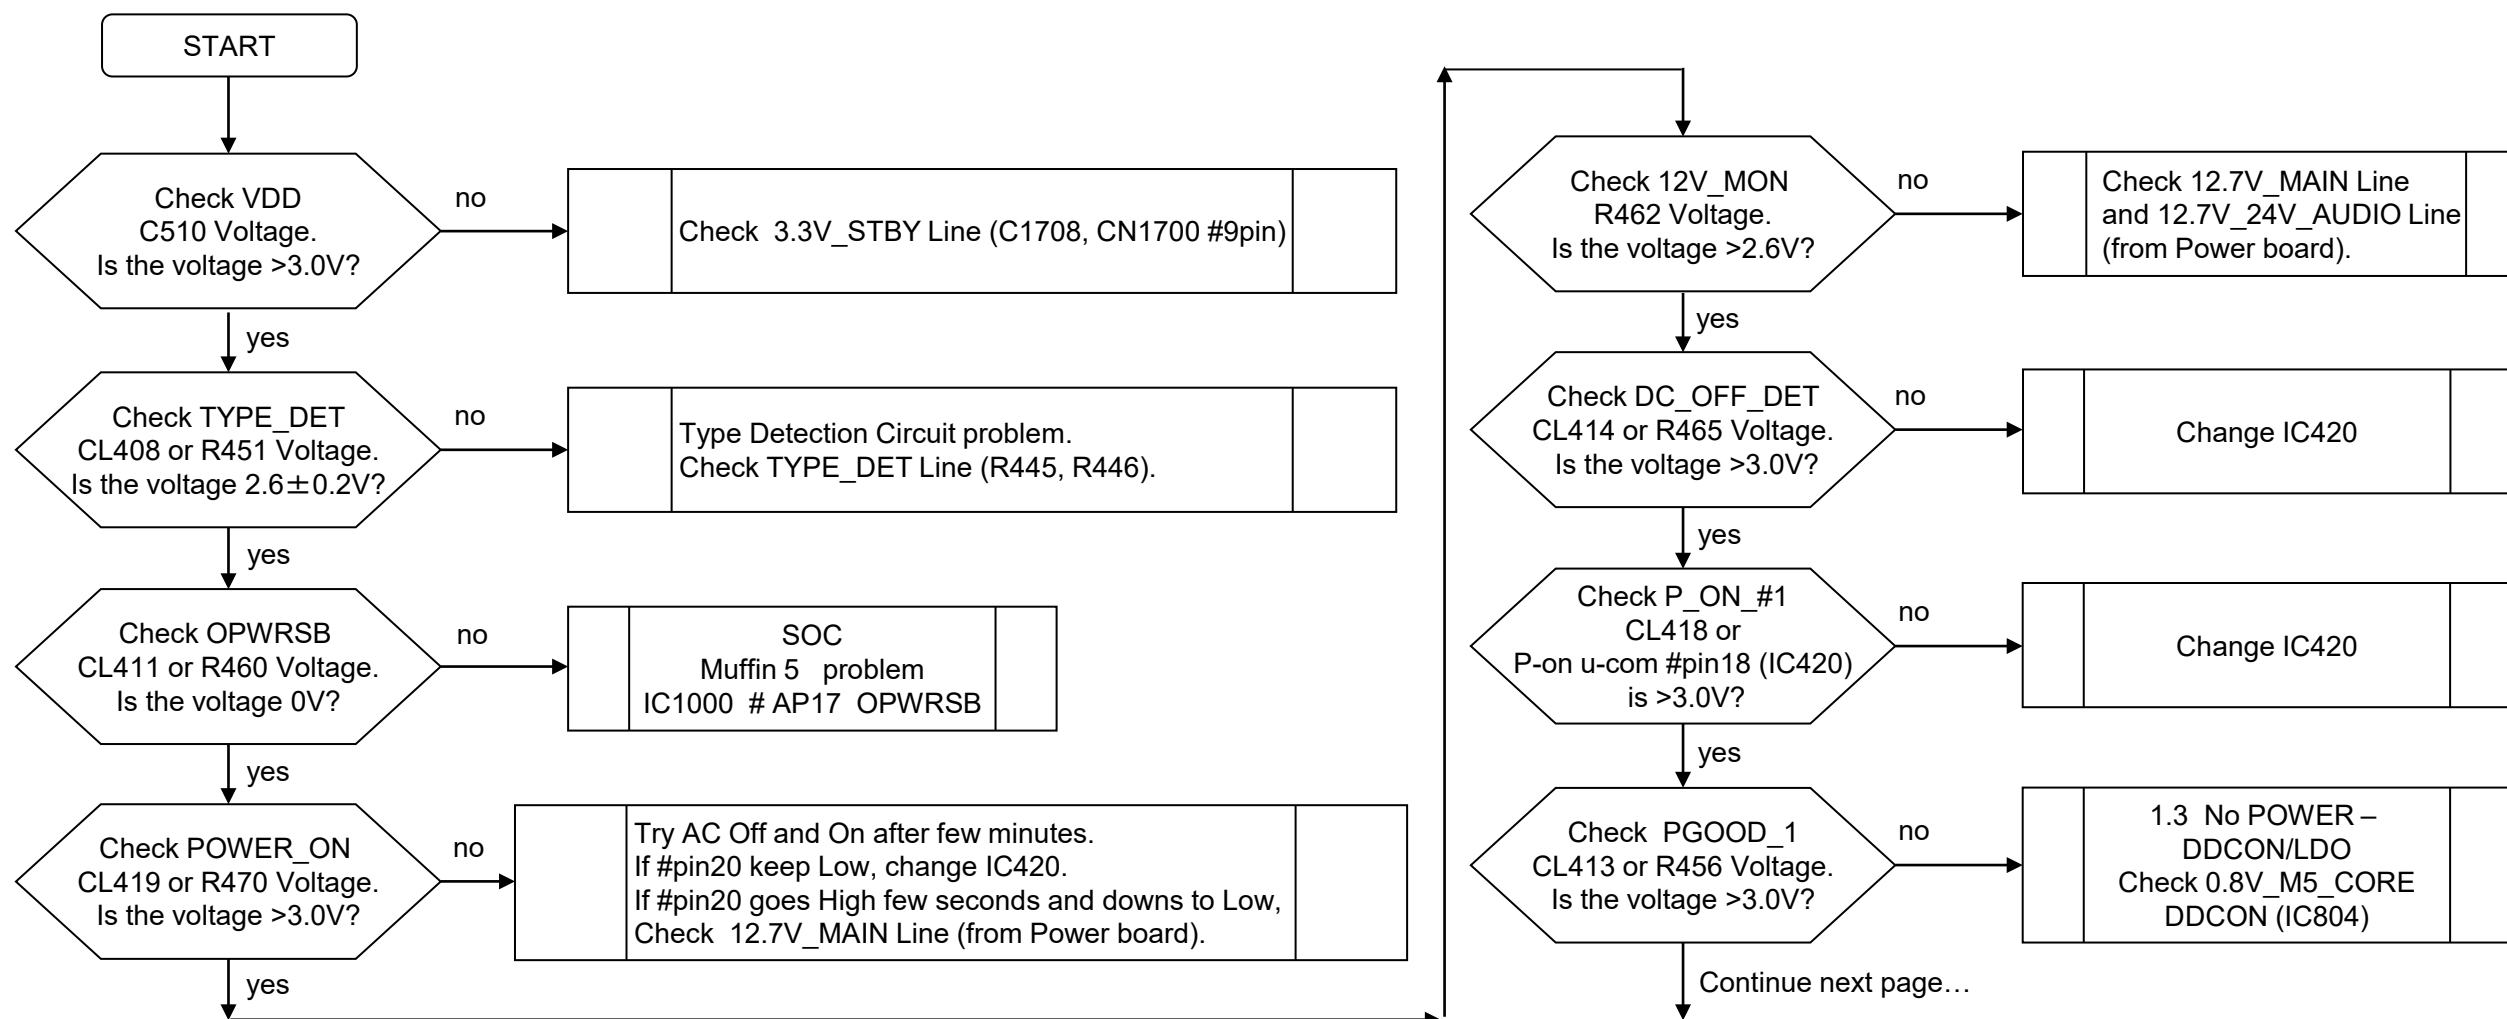 START
Check VDD
C510 Voltage.
Is the voltage >3.0V?
no
Check  3.3V_STBY Line (C1708, CN1700 #9pin)
yes
Check TYPE_DET
CL408 or R451 Voltage.
Is the voltage 2.6±0.2V?
no
Type Detection Circuit problem.
Check TYPE_DET Line (R445, R446).
yes
Check OPWRSB
CL411 or R460 Voltage.
Is the voltage 0V?
no
SOC
Muffin 5   problem
IC1000  # AP17  OPWRSB
yes
Check POWER_ON
CL419 or R470 Voltage.
Is the voltage >3.0V?
no
Try AC Off and On after few minutes.
If #pin20 keep Low, change IC420.
If #pin20 goes High few seconds and downs to Low,
Check  12.7V_MAIN Line (from Power board).
yes
Check 12V_MON
R462 Voltage.
Is the voltage >2.6V?
no
Check 12.7V_MAIN Line
and 12.7V_24V_AUDIO Line
(from Power board).
yes
Check DC_OFF_DET
CL414 or R465 Voltage.
Is the voltage >3.0V?
no
Change IC420
yes
Check P_ON_#1
CL418 or
P-on u-com #pin18 (IC420)
is >3.0V?
no
Change IC420
yes
Check  PGOOD_1
CL413 or R456 Voltage.
Is the voltage >3.0V?
no
1.3  No POWER –
DDCON/LDO
Check 0.8V_M5_CORE
DDCON (IC804)
Continue next page…